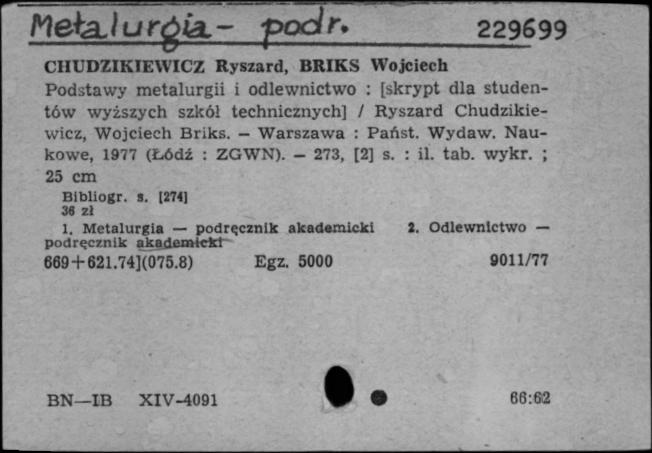 Metalurgia - podr. 229699
CHUDZIKIEWICZ Ryszard, BRIKS Wojciech
Podstawy metalurgii i odlewnictwo : [skrypt dla studen-
tów wyższych szkół technicznych] / Ryszard Chudzikie-
wicz, Wojciech Briks. — Warszawa : Państ. Wydaw. Nau-
kowe, 1977 (Łódź : ZGWN). — 273, [2] s. : il. tab. wykr. ;
25 cm
Bibliogr. s. [274]
36 zł
1. Metalurgia — podręcznik akademicki 2. Odlewnictwo —
podręcznik akademicki
669+621.74](075.8) Egz. 5000 9011/77
BN—IB XIV-4091 66:62